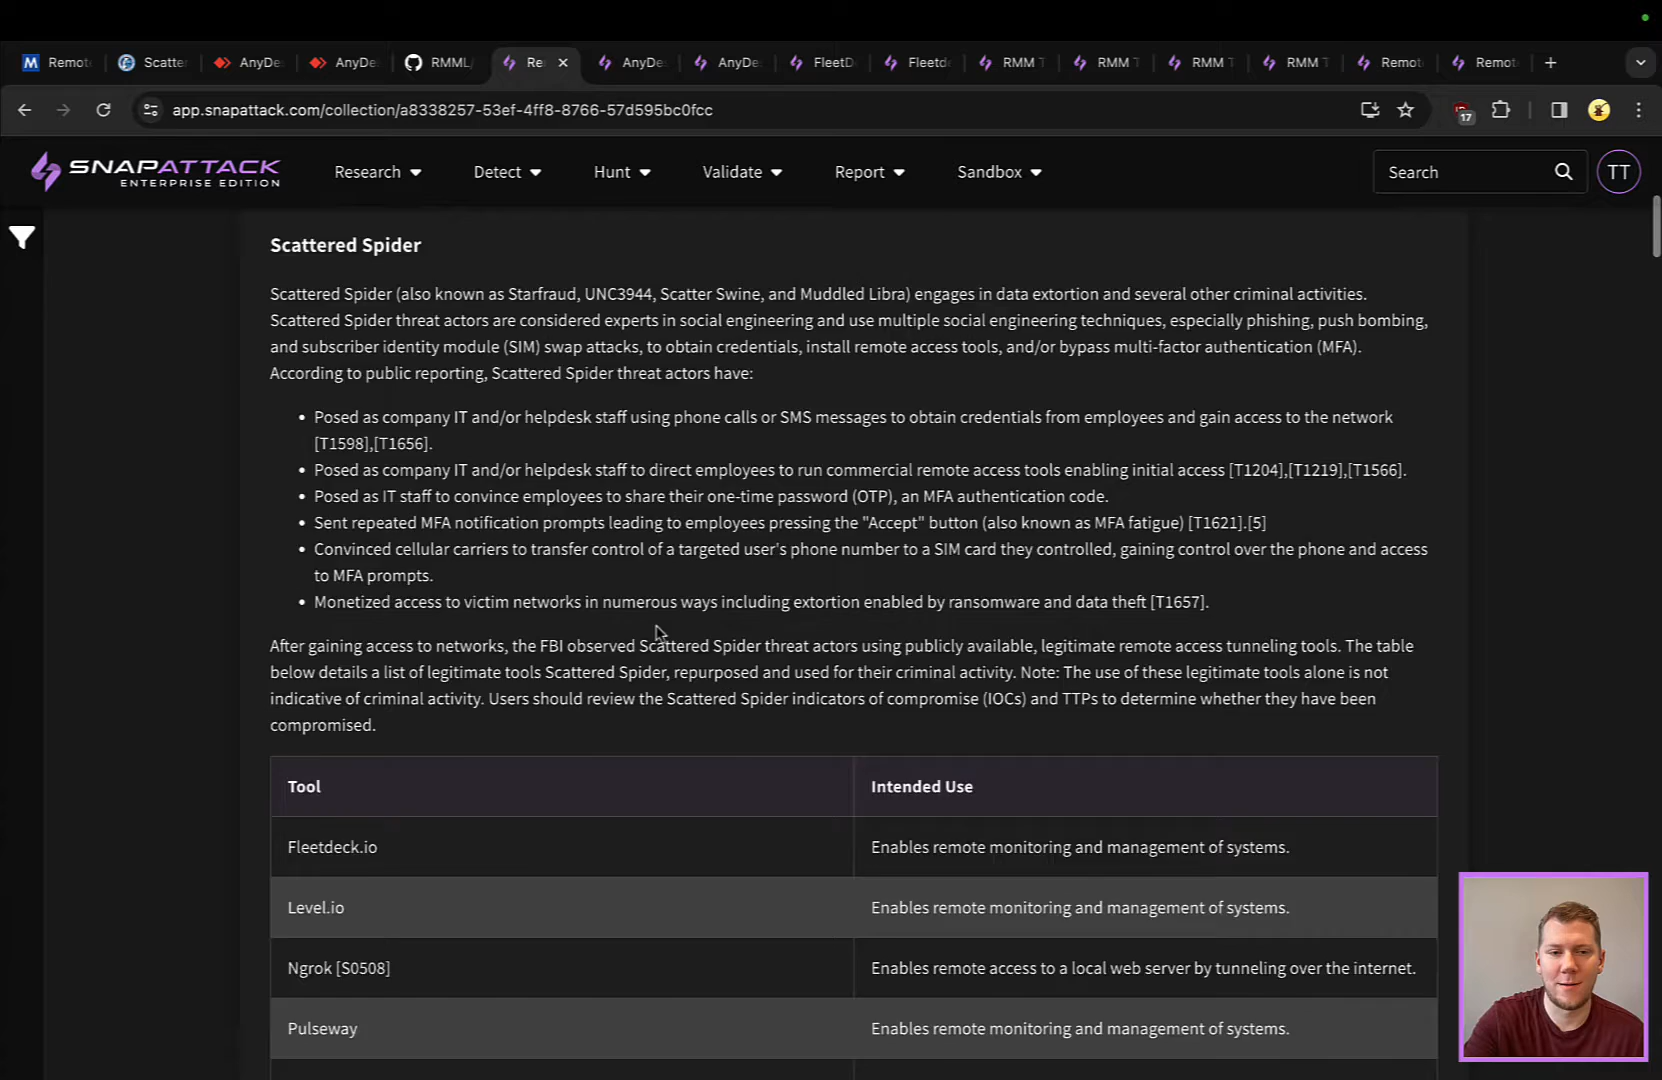 Remote
Scatte
AnyDe
AnyDe
RMML
Re
AnyDe
AnyDe
FleetD
Fleetd
RMM T
RMM T
RMM T
RMM T
Remot
Remot
app.snapattack.com/collection/a8338257-53ef-4ff8-8766-57d595bc0fcc
17
SNAPATTACK
ENTERPRISE EDITION
Research
Detect
Hunt
Validate
Report
Sandbox
Search
TT
Scattered Spider
Scattered Spider (also known as Starfraud, UNC3944, Scatter Swine, and Muddled Libra) engages in data extortion and several other criminal activities.
Scattered Spider threat actors are considered experts in social engineering and use multiple social engineering techniques, especially phishing, push bombing,
and subscriber identity module (SIM) swap attacks, to obtain credentials, install remote access tools, and/or bypass multi-factor authentication (MFA).
According to public reporting, Scattered Spider threat actors have:
• Posed as company IT and/or helpdesk staff using phone calls or SMS messages to obtain credentials from employees and gain access to the network
[T1598],[T1656].
• Posed as company IT and/or helpdesk staff to direct employees to run commercial remote access tools enabling initial access [T1204],[T1219],[T1566].
• Posed as IT staff to convince employees to share their one-time password (OTP), an MFA authentication code.
• Sent repeated MFA notification prompts leading to employees pressing the "Accept" button (also known as MFA fatigue) [T1621].[5]
• Convinced cellular carriers to transfer control of a targeted user's phone number to a SIM card they controlled, gaining control over the phone and access
to MFA prompts.
• Monetized access to victim networks in numerous ways including extortion enabled by ransomware and data theft [T1657].
After gaining access to networks, the FBI observed Scattered Spider threat actors using publicly available, legitimate remote access tunneling tools. The table
below details a list of legitimate tools Scattered Spider, repurposed and used for their criminal activity. Note: The use of these legitimate tools alone is not
indicative of criminal activity. Users should review the Scattered Spider indicators of compromise (IOCs) and TTPs to determine whether they have been
compromised.
Tool
Intended Use
Fleetdeck.io
Enables remote monitoring and management of systems.
Level.io
Enables remote monitoring and management of systems.
Ngrok [S0508]
Enables remote access to a local web server by tunneling over the internet.
Pulseway
Enables remote monitoring and management of systems.